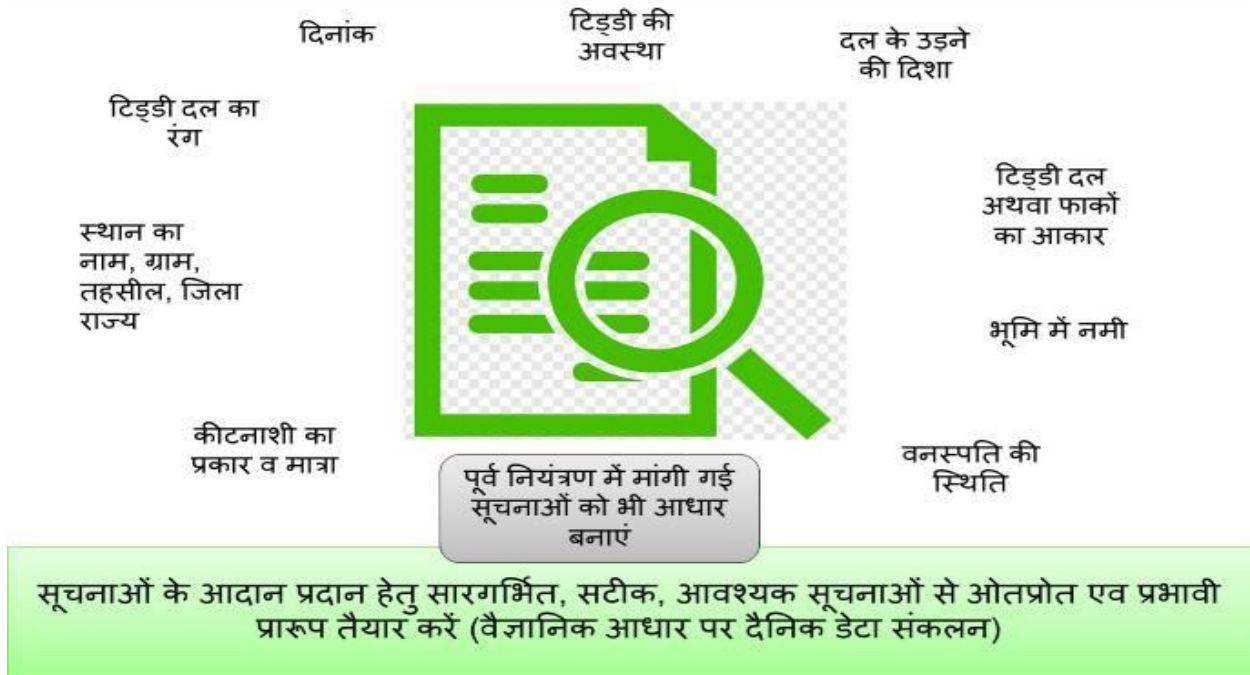 दिनांक
टिड्डी की
अवस्था
दल के उड़ने
की दिशा
टिड्डी दल का
रंग
टिड्डी दल
अथवा फाकों
का आकार
स्थान का
नाम, ग्राम,
तहसील, जिला
राज्य
भूमि में नमी
कीटनाशी का
प्रकार व मात्रा
वनस्पति की
स्थिति
पूर्व नियंत्रण में मांगी गई
सूचनाओं को भी आधार
बनाएं
सूचनाओं के आदान प्रदान हेतु सारगर्भित, सटीक, आवश्यक सूचनाओं से ओतप्रोत एव प्रभावी
प्रारूप तैयार करें (वैज्ञानिक आधार पर दैनिक डेटा संकलन)